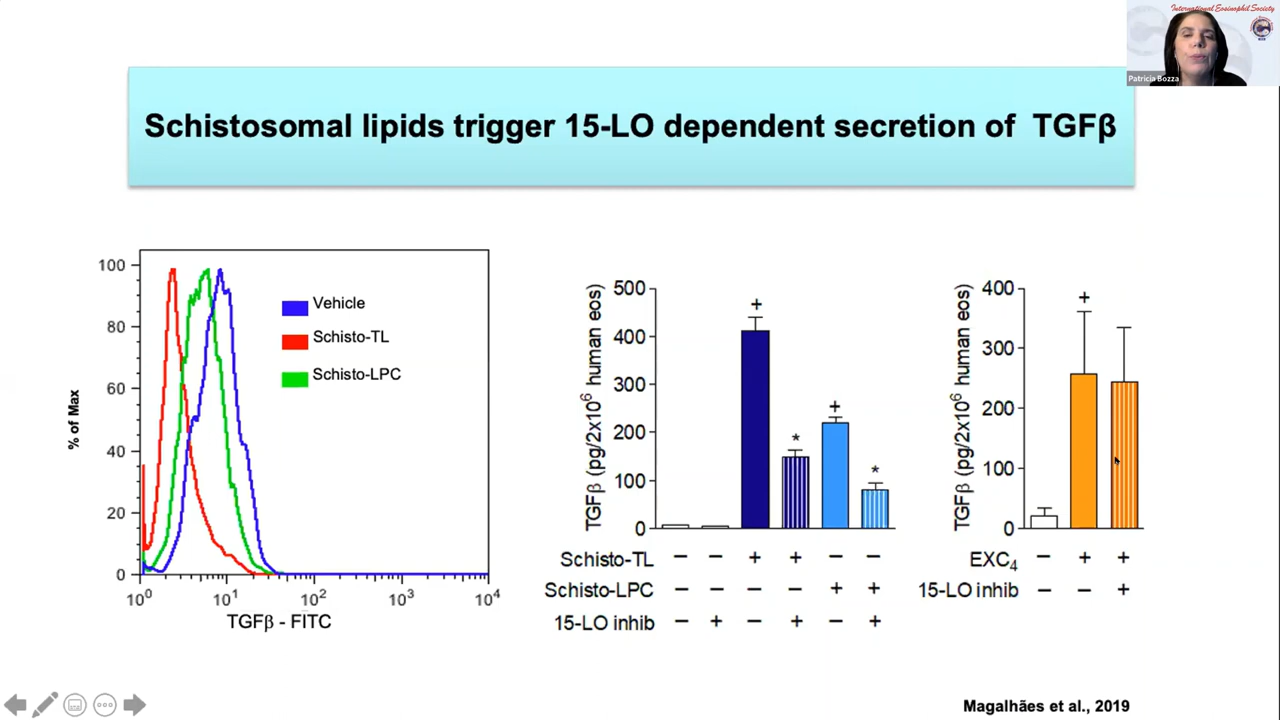 International Eosinophil Society
Patricia Bozza
Schistosomal lipids trigger 15-LO dependent secretion of TGFβ
% of Max
100
80
60
40
20
0
10⁰ 10¹ 10² 10³ 10⁴
TGFβ - FITC
Vehicle
Schisto-TL
Schisto-LPC
TGFβ (pg/2x10⁶ human eos)
500
400
300
200
100
0
+ * + *
Schisto-TL − − + + − −
Schisto-LPC − − − − + +
15-LO inhib − + − + − +
TGFβ (pg/2x10⁶ human eos)
400
300
200
100
0
+
EXC₄ − + +
15-LO inhib − − +
Magalhães et al., 2019